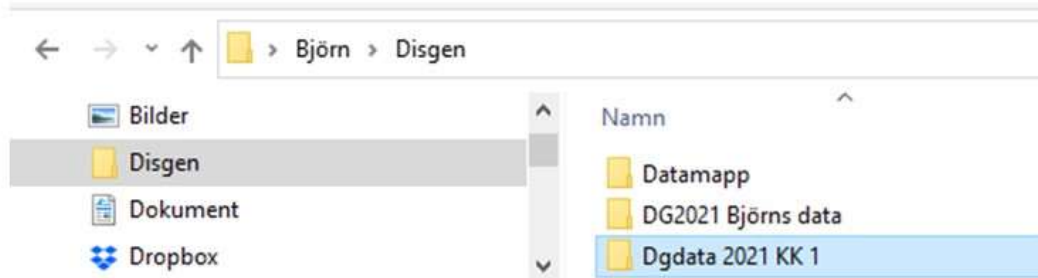 Björn > Disgen
Bilder
Disgen
Dokument
Dropbox
Namn
Datamapp
DG2021 Björns data
Dgdata 2021 KK 1